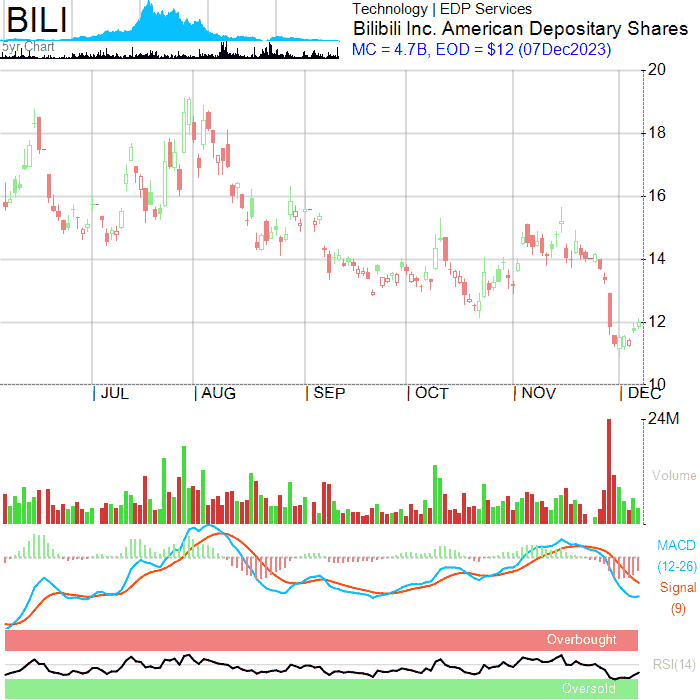 BILI
5yr Chart
Technology | EDP Services
Bilibili Inc. American Depositary Shares
MC = 4.7B, EOD = $12 (07Dec2023)
20
18
16
14
12
10
JUL
AUG
SEP
OCT
NOV
DEC
24M
Volume
MACD
(12-26)
Signal
(9)
Overbought
RSI(14)
Oversold